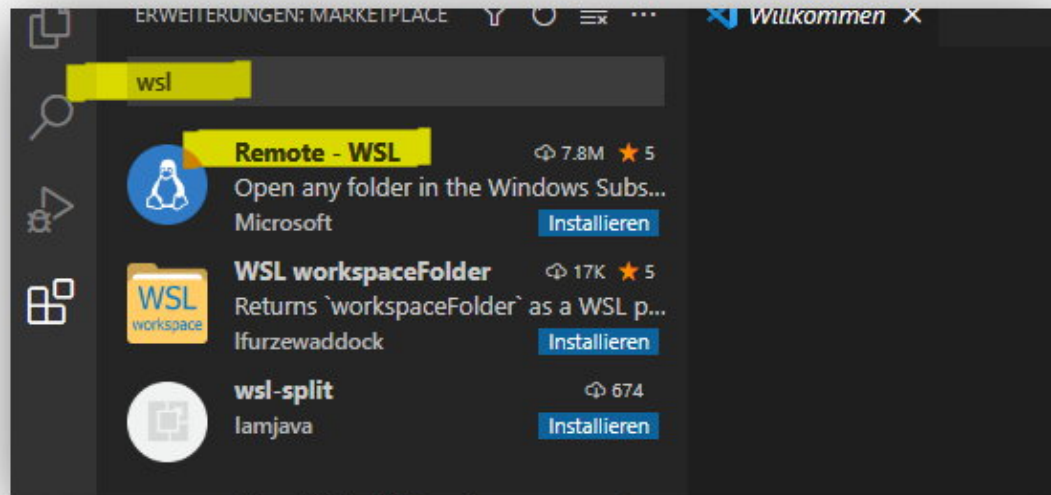 ERWEITERUNGEN: MARKETPLACE
Willkommen
wsl
Remote - WSL 7.8M 5
Open any folder in the Windows Subs...
Microsoft Installieren
WSL workspaceFolder 17K 5
WSL workspace
Returns `workspaceFolder` as a WSL p...
lfurzewaddock Installieren
wsl-split 674
lamjava Installieren